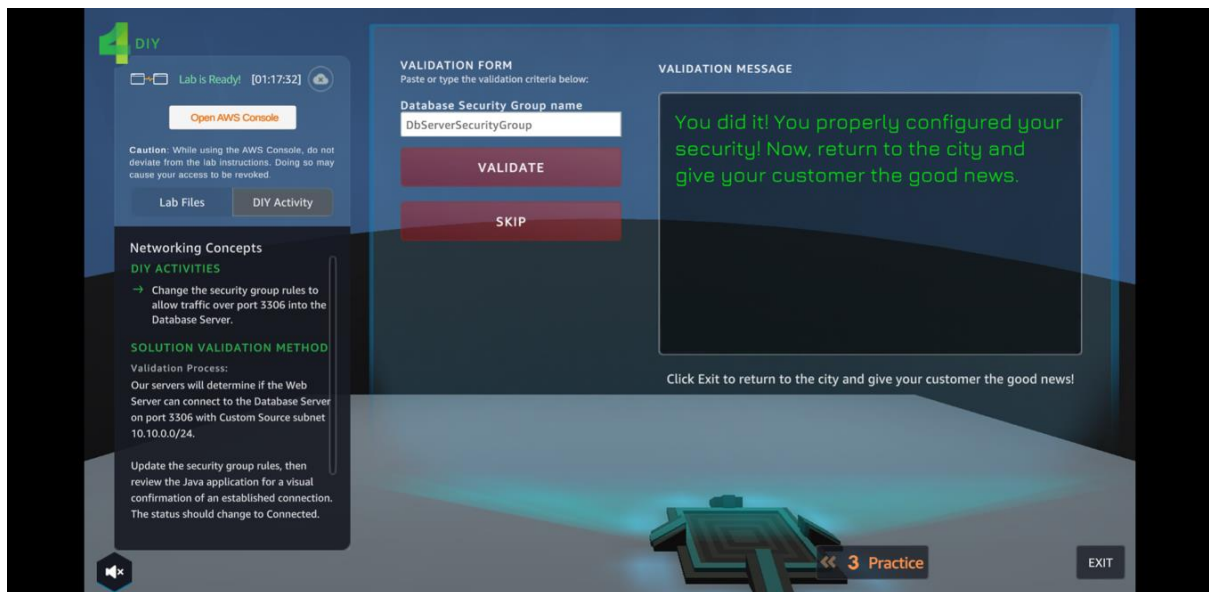 4 DIY
Lab is Ready! [01:17:32]
Open AWS Console
Caution: While using the AWS Console, do not
deviate from the lab instructions. Doing so may
cause your access to be revoked.
Lab Files DIY Activity
Networking Concepts
DIY ACTIVITIES
→ Change the security group rules to
allow traffic over port 3306 into the
Database Server.
SOLUTION VALIDATION METHOD
Validation Process:
Our servers will determine if the Web
Server can connect to the Database Server
on port 3306 with Custom Source subnet
10.10.0.0/24.
Update the security group rules, then
review the Java application for a visual
confirmation of an established connection.
The status should change to Connected.
VALIDATION FORM
Paste or type the validation criteria below:
Database Security Group name
DbServerSecurityGroup
VALIDATE
SKIP
VALIDATION MESSAGE
You did it! You properly configured your
security! Now, return to the city and
give your customer the good news.
Click Exit to return to the city and give your customer the good news!
« 3 Practice
EXIT